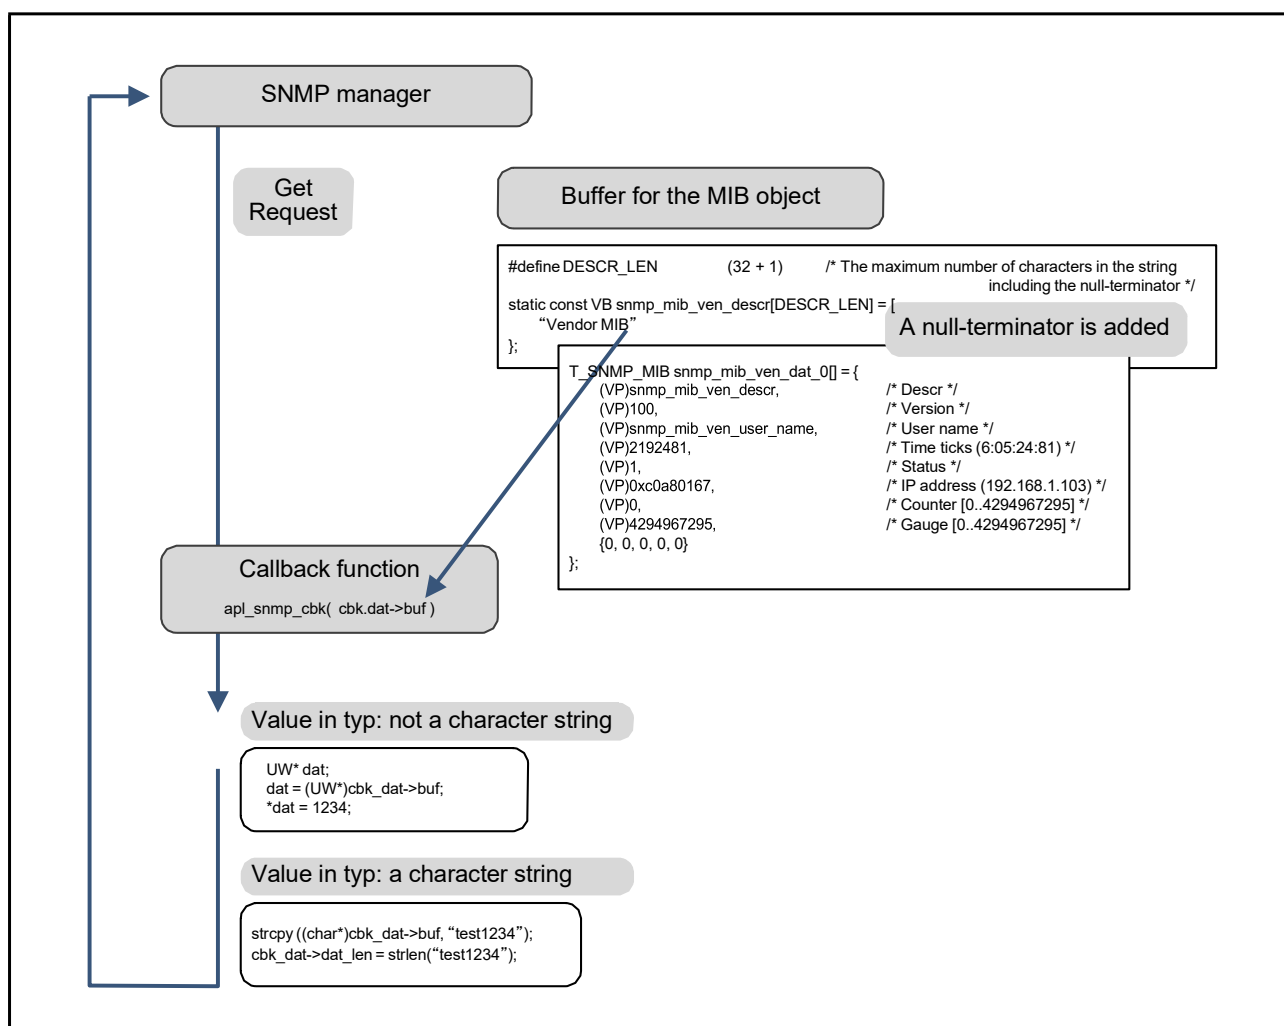 SNMP manager
Get
Request
Buffer for the MIB object
#define DESCR_LEN (32 + 1) /* The maximum number of characters in the string
including the null-terminator */
static const VB snmp_mib_ven_descr[DESCR_LEN] = [
“Vendor MIB”
};
A null-terminator is added
T_SNMP_MIB snmp_mib_ven_dat_0[] = {
(VP)snmp_mib_ven_descr, /* Descr */
(VP)100, /* Version */
(VP)snmp_mib_ven_user_name, /* User name */
(VP)2192481, /* Time ticks (6:05:24:81) */
(VP)1, /* Status */
(VP)0xc0a80167, /* IP address (192.168.1.103) */
(VP)0, /* Counter [0..4294967295] */
(VP)4294967295, /* Gauge [0..4294967295] */
{0, 0, 0, 0, 0}
};
Callback function
apl_snmp_cbk( cbk.dat->buf )
Value in typ: not a character string
UW* dat;
dat = (UW*)cbk_dat->buf;
*dat = 1234;
Value in typ: a character string
strcpy ((char*)cbk_dat->buf, “test1234”);
cbk_dat->dat_len = strlen(“test1234”);